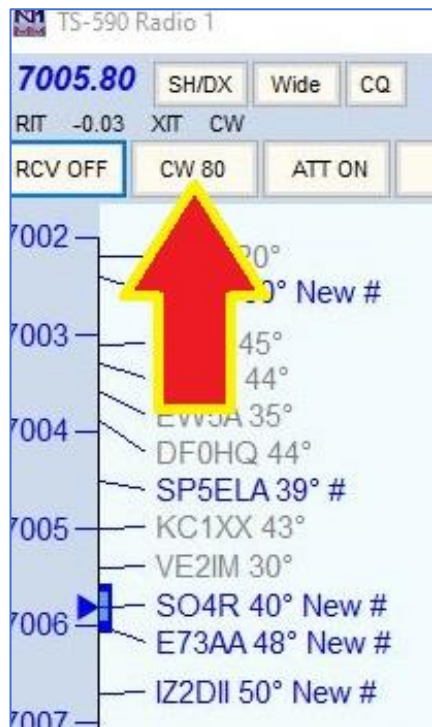 TS-590 Radio 1
7005.80 SH/DX Wide CQ
RIT -0.03 XIT CW
RCV OFF CW 80 ATT ON
7002
0°
0° New #
7003
45°
44°
EW5A 35°
7004
DF0HQ 44°
SP5ELA 39° #
7005
KC1XX 43°
VE2IM 30°
SO4R 40° New #
7006
E73AA 48° New #
IZ2DII 50° New #
7007